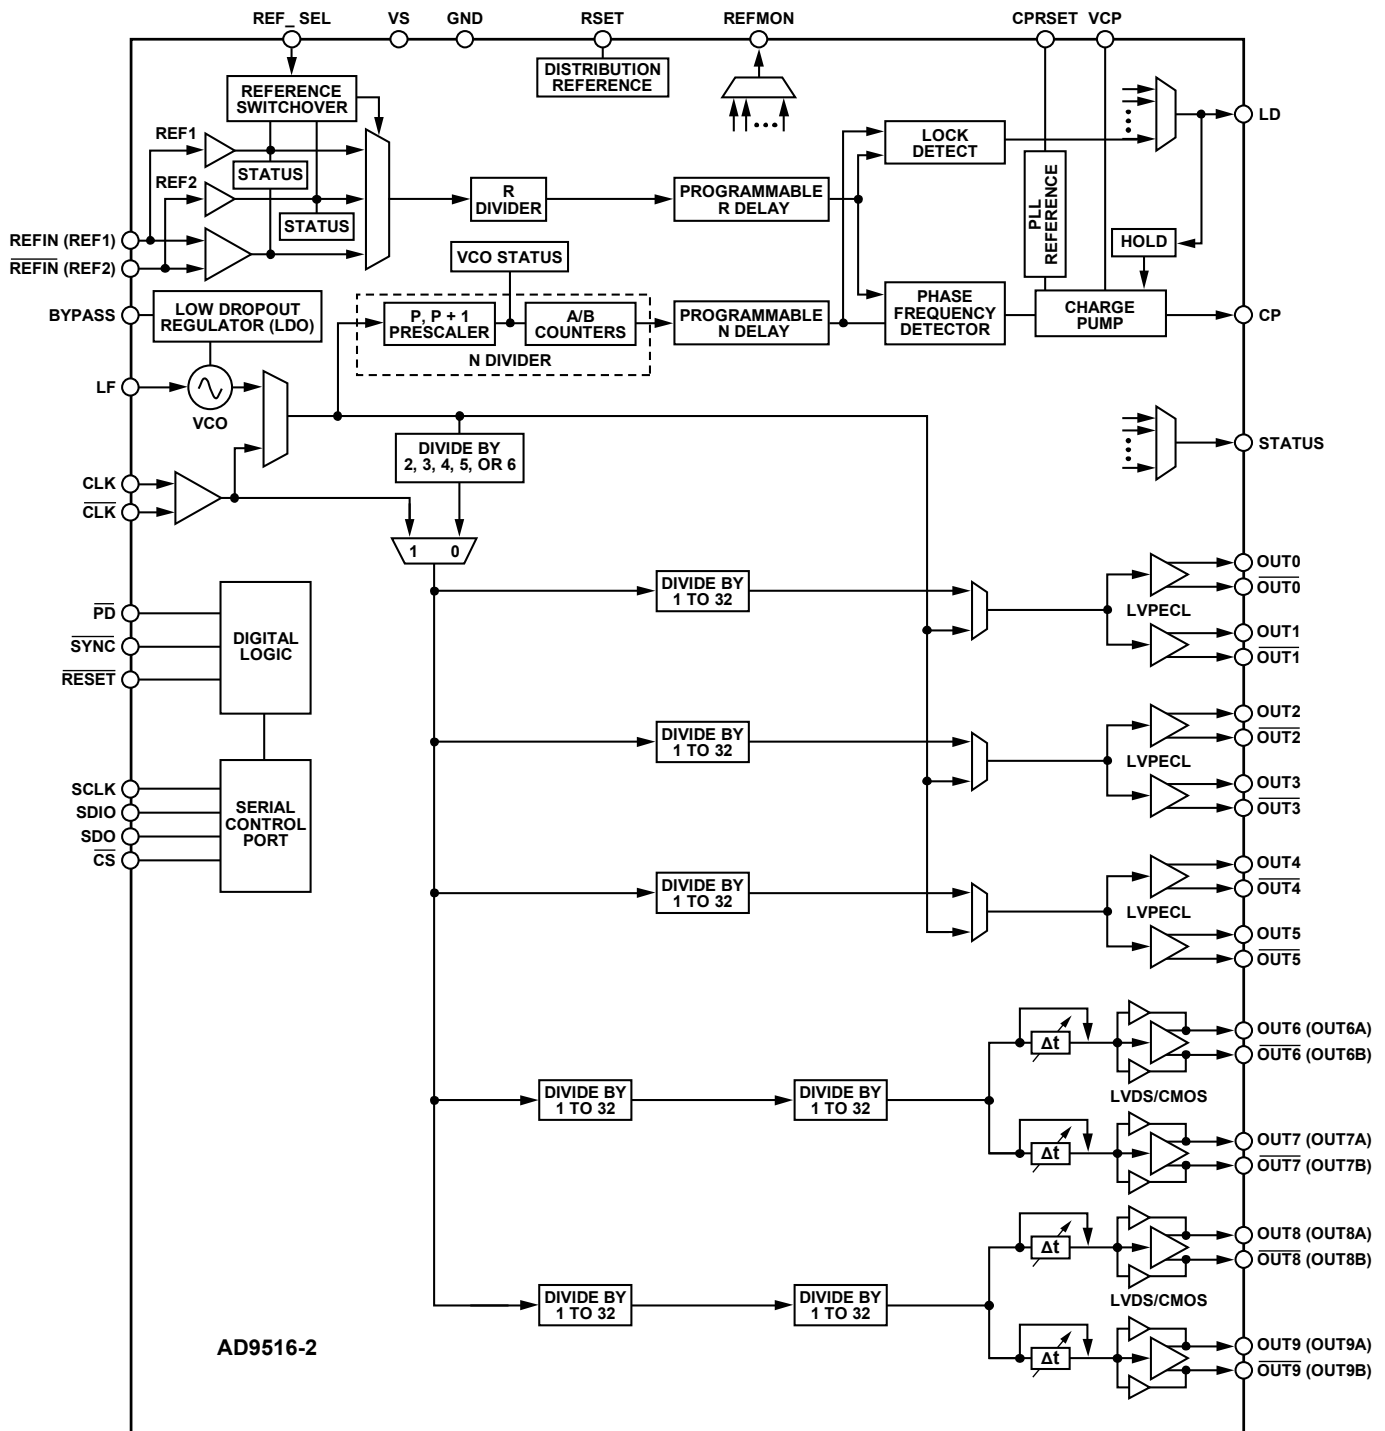 REF_ SEL
VS
GND
RSET
REFMON
CPRSET
VCP
DISTRIBUTION
REFERENCE
REFERENCE
SWITCHOVER
REF1
STATUS
REF2
STATUS
REFIN (REF1)
REFIN (REF2)
BYPASS
LF
CLK
CLK
PD
SYNC
RESET
SCLK
SDIO
SDO
CS
LOW DROPOUT
REGULATOR (LDO)
VCO
R
DIVIDER
PROGRAMMABLE
R DELAY
LOCK
DETECT
PLL
REFERENCE
HOLD
LD
VCO STATUS
P, P + 1
PRESCALER
A/B
COUNTERS
N DIVIDER
PROGRAMMABLE
N DELAY
PHASE
FREQUENCY
DETECTOR
CHARGE
PUMP
CP
STATUS
DIVIDE BY
2, 3, 4, 5, OR 6
1 0
DIGITAL
LOGIC
SERIAL
CONTROL
PORT
DIVIDE BY
1 TO 32
LVPECL
OUT0
OUT0
OUT1
OUT1
DIVIDE BY
1 TO 32
LVPECL
OUT2
OUT2
OUT3
OUT3
DIVIDE BY
1 TO 32
LVPECL
OUT4
OUT4
OUT5
OUT5
DIVIDE BY
1 TO 32
DIVIDE BY
1 TO 32
Δt
Δt
LVDS/CMOS
OUT6 (OUT6A)
OUT6 (OUT6B)
OUT7 (OUT7A)
OUT7 (OUT7B)
DIVIDE BY
1 TO 32
DIVIDE BY
1 TO 32
Δt
Δt
LVDS/CMOS
OUT8 (OUT8A)
OUT8 (OUT8B)
OUT9 (OUT9A)
OUT9 (OUT9B)
AD9516-2